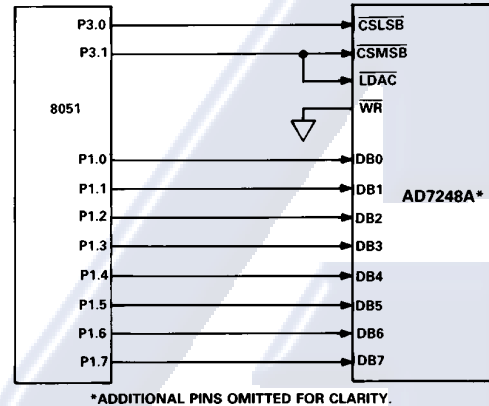 P3.0 CSLSB
P3.1 CSMSB
LDAC
8051 WR
P1.0 DB0
P1.1 DB1
AD7248A*
P1.2 DB2
P1.3 DB3
P1.4 DB4
P1.5 DB5
P1.6 DB6
P1.7 DB7
*ADDITIONAL PINS OMITTED FOR CLARITY.